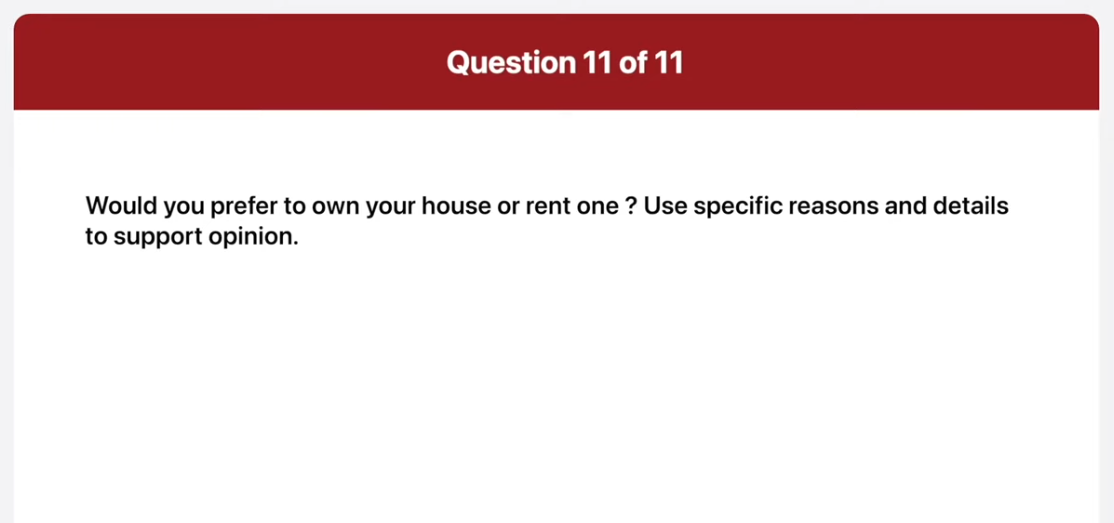 Question 11 of 11
Would you prefer to own your house or rent one ? Use specific reasons and details
to support opinion.